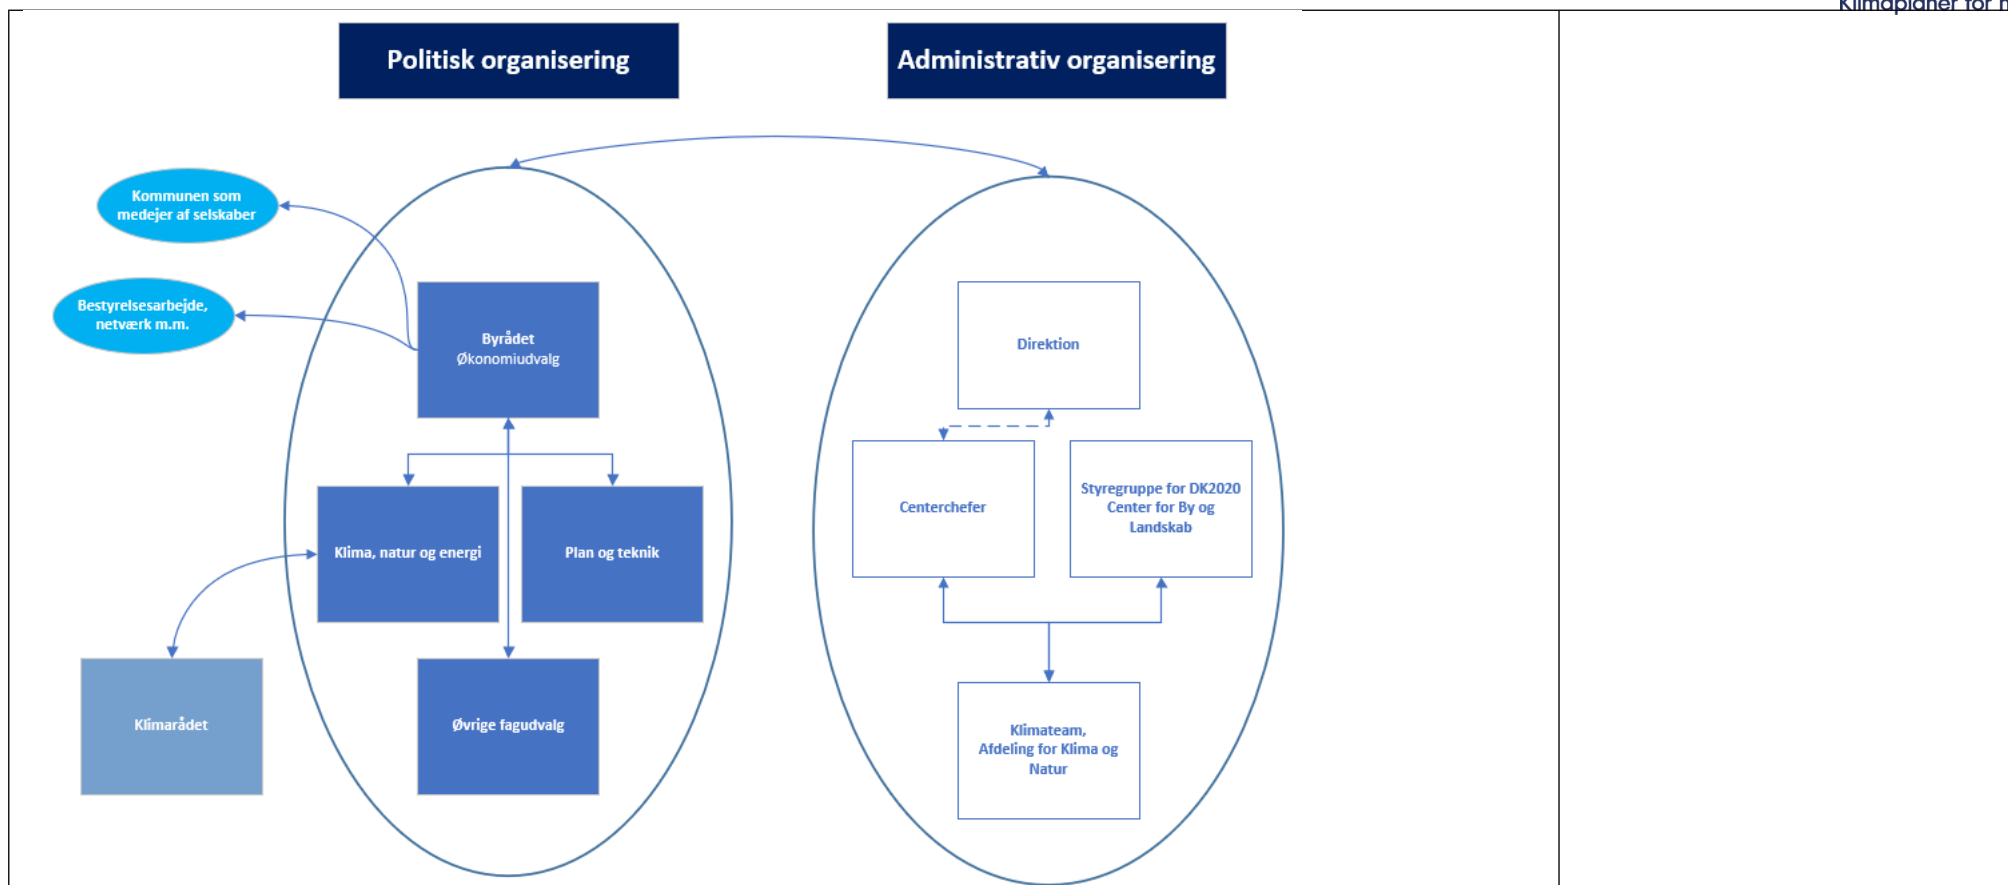 Klimaplaner for
Politisk organisering
Administrativ organisering
Kommunen som
medejer af selskaber
Bestyrelsesarbejde,
netværk m.m.
Byrådet
Økonomiudvalg
Klima, natur og energi
Plan og teknik
Klimarådet
Øvrige fagudvalg
Direktion
Centerchefer
Styregruppe for DK2020
Center for By og
Landskab
Klimateam,
Afdeling for Klima og
Natur